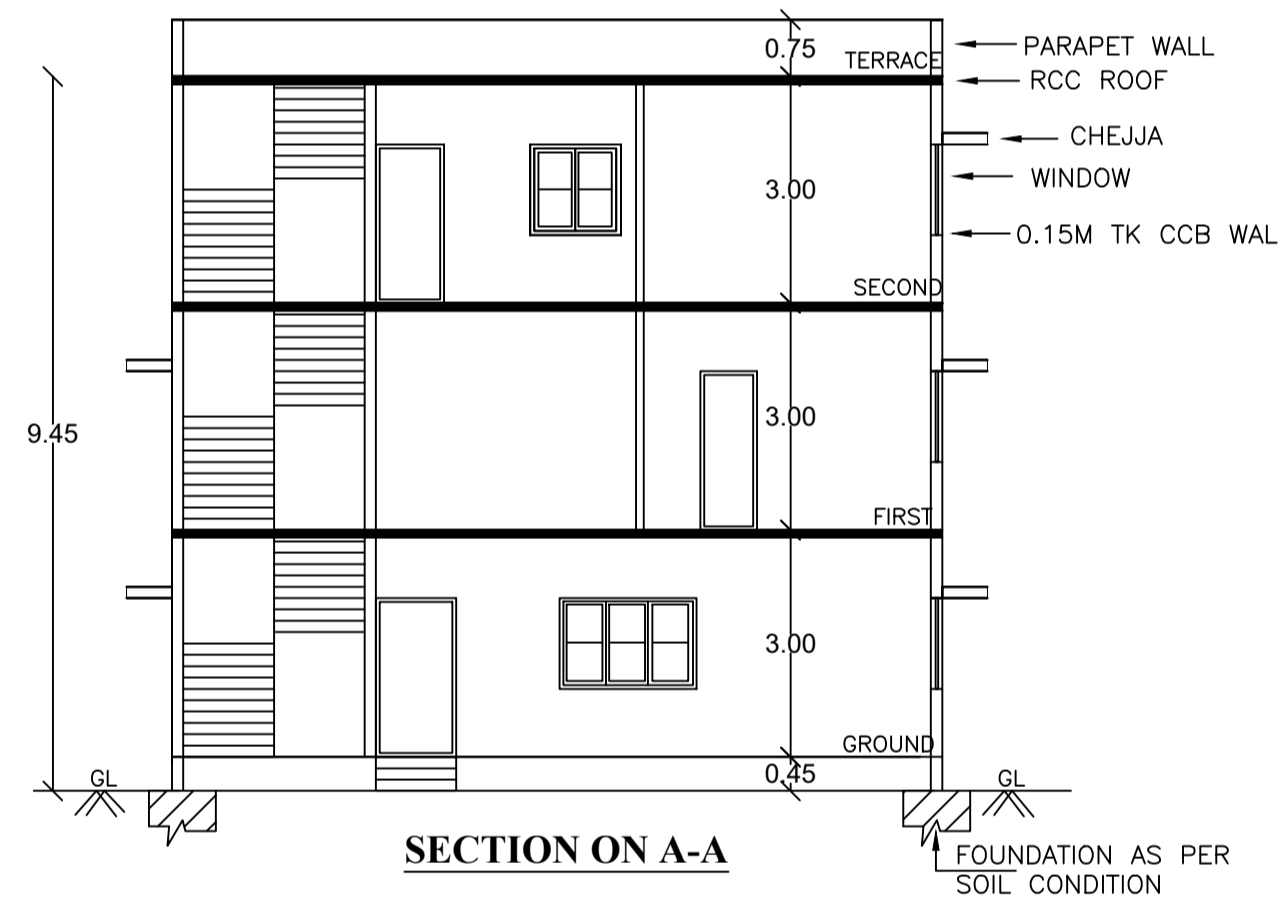 0.75
TERRACE
PARAPET WALL
RCC ROOF
CHEJJA
3.00
WINDOW
0.15M TK CCB WAL
SECOND
9.45
3.00
FIRST
3.00
GROUND
0.45
GL
GL
SECTION ON A-A
FOUNDATION AS PER
SOIL CONDITION